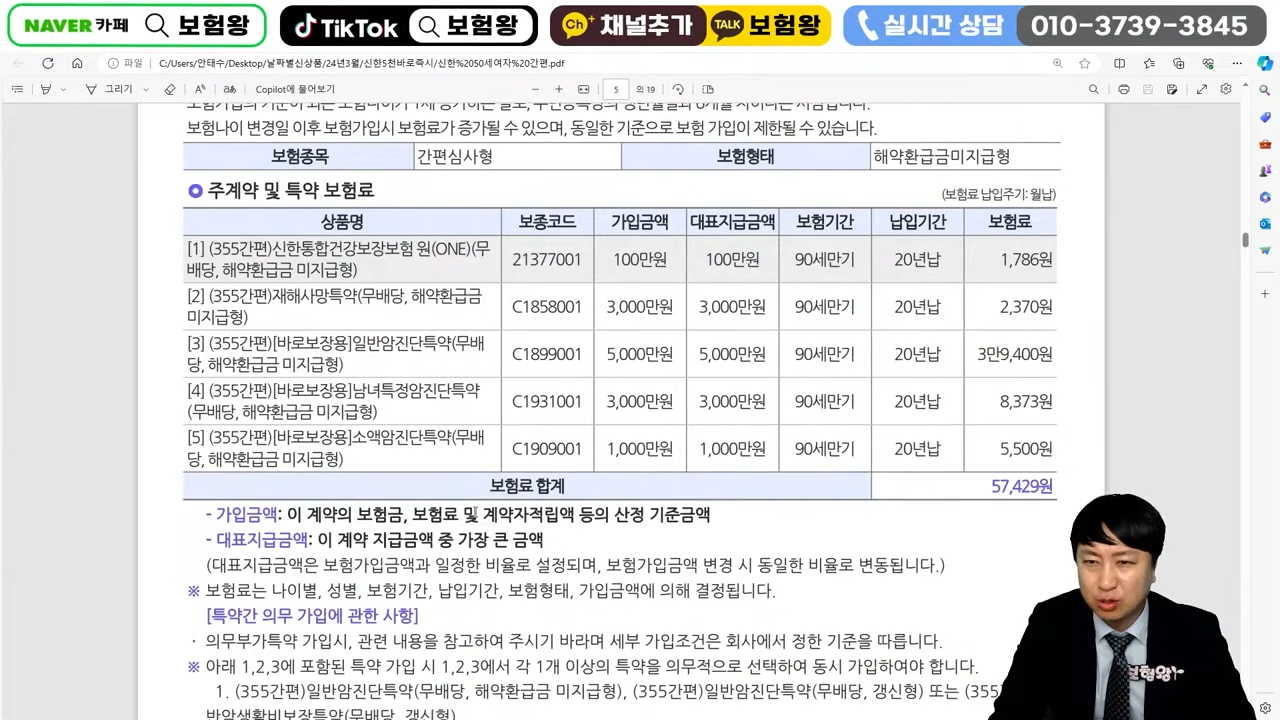 NAVER 카페 보험왕
TikTok 보험왕
Ch+ 채널추가 TALK 보험왕
실시간 상담 010-3739-3845
파일 C:/Users/안태수/Desktop/날짜별신상품/24년3월/신한5천바로즉시/신한%2050세여자%20간편.pdf
그리기 aあ Copilot에 물어보기 5 의 19
보험나이 변경일 이후 보험가입시 보험료가 증가될 수 있으며, 동일한 기준으로 보험 가입이 제한될 수 있습니다.
보험종목 간편심사형 보험형태 해약환급금미지급형
주계약 및 특약 보험료 (보험료 납입주기: 월납)
상품명 보종코드 가입금액 대표지급금액 보험기간 납입기간 보험료
[1] (355간편)신한통합건강보장보험 원(ONE)(무
배당, 해약환급금 미지급형) 21377001 100만원 100만원 90세만기 20년납 1,786원
[2] (355간편)재해사망특약(무배당, 해약환급금
미지급형) C1858001 3,000만원 3,000만원 90세만기 20년납 2,370원
[3] (355간편)[바로보장용]일반암진단특약(무배
당, 해약환급금 미지급형) C1899001 5,000만원 5,000만원 90세만기 20년납 3만9,400원
[4] (355간편)[바로보장용]남녀특정암진단특약
(무배당, 해약환급금 미지급형) C1931001 3,000만원 3,000만원 90세만기 20년납 8,373원
[5] (355간편)[바로보장용]소액암진단특약(무배
당, 해약환급금 미지급형) C1909001 1,000만원 1,000만원 90세만기 20년납 5,500원
보험료 합계 57,429원
- 가입금액: 이 계약의 보험금, 보험료 및 계약자적립액 등의 산정 기준금액
- 대표지급금액: 이 계약 지급금액 중 가장 큰 금액
(대표지급금액은 보험가입금액과 일정한 비율로 설정되며, 보험가입금액 변경 시 동일한 비율로 변동됩니다.)
※ 보험료는 나이별, 성별, 보험기간, 납입기간, 보험형태, 가입금액에 의해 결정됩니다.
[특약간 의무 가입에 관한 사항]
· 의무부가특약 가입시, 관련 내용을 참고하여 주시기 바라며 세부 가입조건은 회사에서 정한 기준을 따릅니다.
※ 아래 1,2,3에 포함된 특약 가입 시 1,2,3에서 각 1개 이상의 특약을 의무적으로 선택하여 동시 가입하여야 합니다.
1. (355간편)일반암진단특약(무배당, 해약환급금 미지급형), (355간편)일반암진단특약(무배당, 갱신형) 또는 (355
보험왕